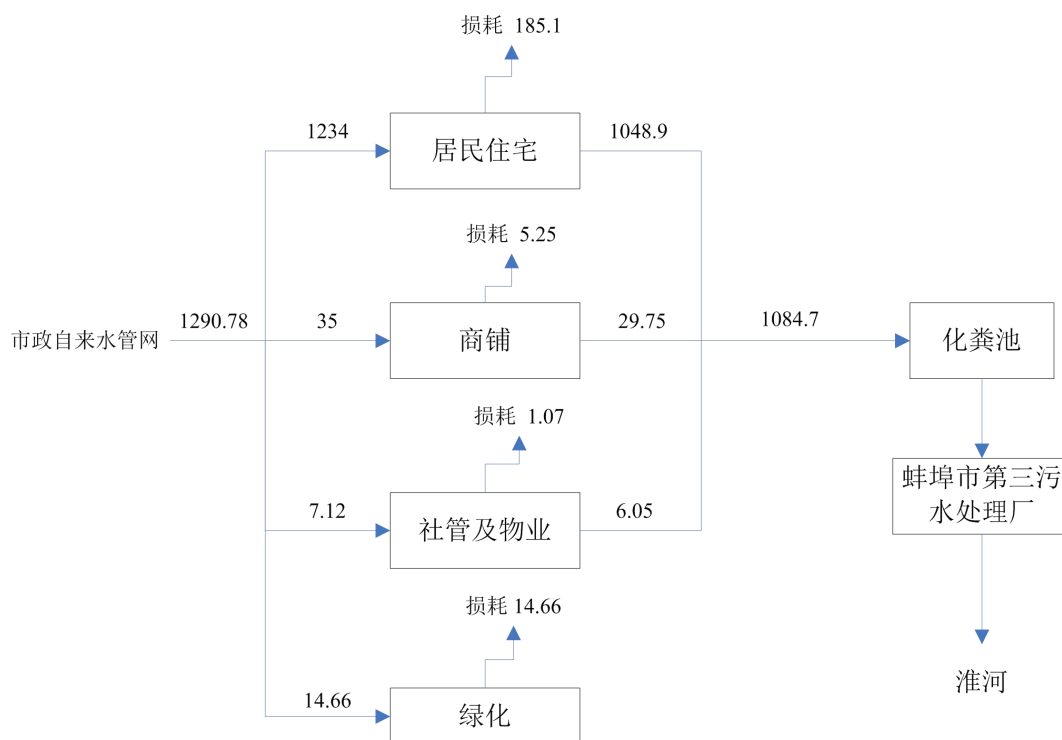 损耗 185.1
1234
居民住宅
1048.9
损耗 5.25
市政自来水管网
1290.78
35
商铺
29.75
1084.7
化粪池
损耗 1.07
7.12
社管及物业
6.05
蚌埠市第三污
水处理厂
损耗 14.66
14.66
绿化
淮河